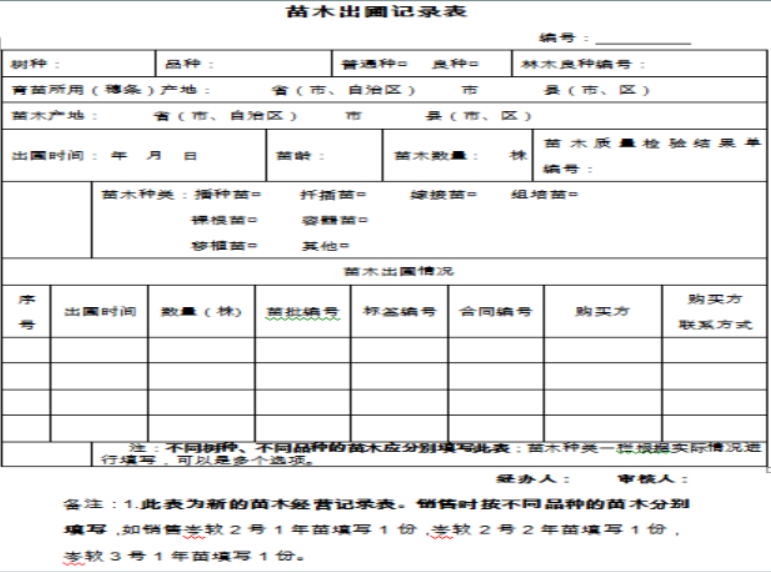 苗木出圃记录表
编号：
树种： 品种： 普通种□ 良种□ 林木良种编号：
育苗所用（穗条）产地： 省（市、自治区） 市 县（市、区）
苗木产地： 省（市、自治区） 市 县（市、区）
出圃时间： 年 月 日 苗龄： 苗木数量： 株 苗木质量检验结果单
编号：
苗木种类：播种苗□ 扦插苗□ 嫁接苗□ 组培苗□
裸根苗□ 容器苗□
移植苗□ 其他□
苗木出圃情况
序号 出圃时间 数量（株） 苗批编号 标签编号 合同编号 购买方 购买方联系方式
注：不同树种、不同品种的苗木应分别填写此表；苗木种类一栏根据实际情况进
行填写，可以是多个选项。
经办人： 审核人：
备注：1.此表为新的苗木经营记录表。销售时按不同品种的苗木分别
填写,如销售岑软2号1年苗填写1份,岑软2号2年苗填写1份,
岑软3号1年苗填写1份。